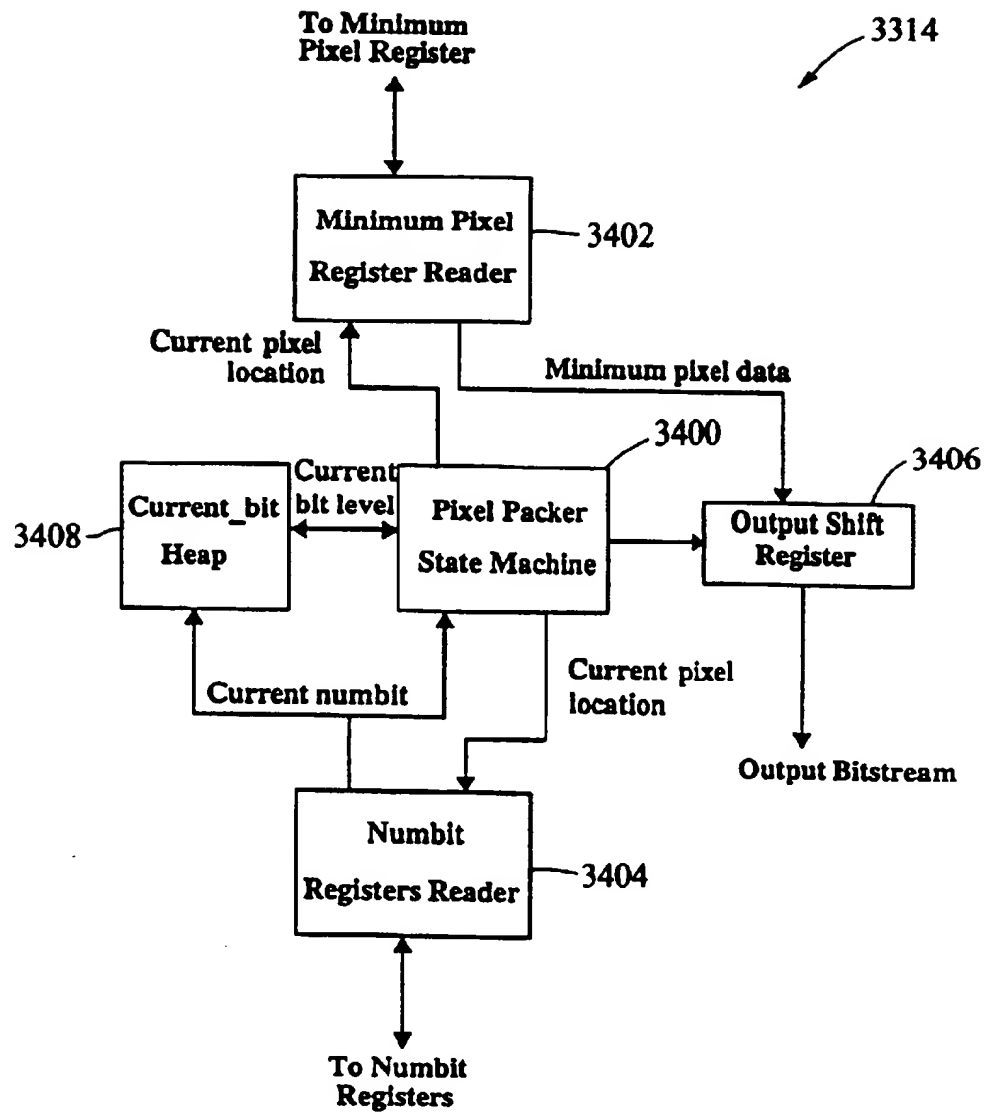 To Minimum
Pixel Register
3314
Minimum Pixel
Register Reader
3402
Current pixel
location
Minimum pixel data
3400
3406
Current_bit
Heap
3408
Current
bit level
Pixel Packer
State Machine
Output Shift
Register
Current numbit
Current pixel
location
Output Bitstream
Numbit
Registers Reader
3404
To Numbit
Registers